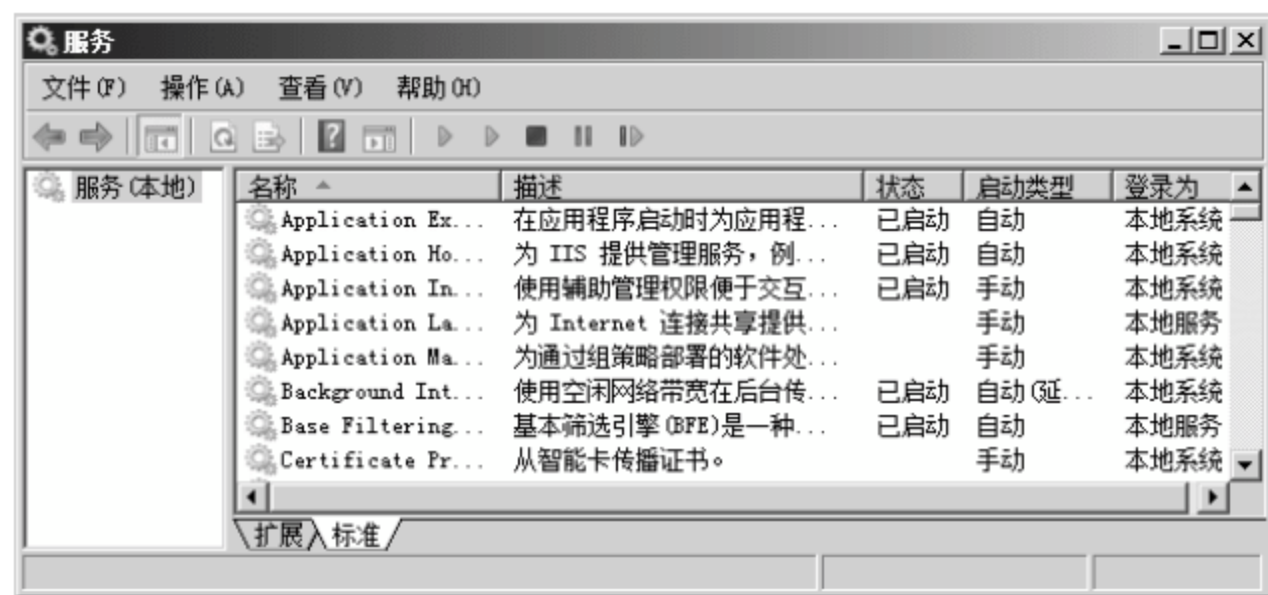 服务
文件(F) 操作(A) 查看(V) 帮助(H)
服务(本地)
名称 描述 状态 启动类型 登录为
Application Ex... 在应用程序启动时为应用程... 已启动 自动 本地系统
Application Ho... 为 IIS 提供管理服务，例... 已启动 自动 本地系统
Application In... 使用辅助管理权限便于交互... 已启动 手动 本地系统
Application La... 为 Internet 连接共享提供... 手动 本地服务
Application Ma... 为通过组策略部署的软件处... 手动 本地系统
Background Int... 使用空闲网络带宽在后台传... 已启动 自动(延... 本地系统
Base Filtering... 基本筛选引擎(BFE)是一种... 已启动 自动 本地服务
Certificate Pr... 从智能卡传播证书。 手动 本地系统
扩展 标准